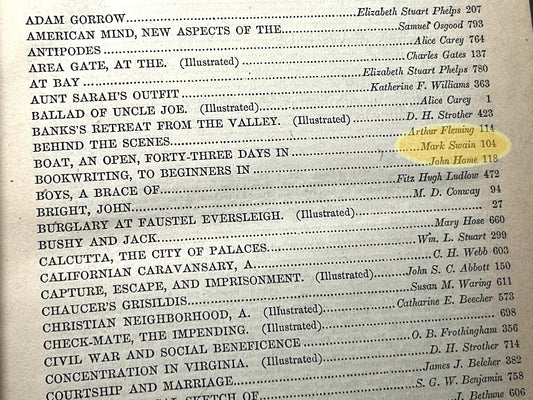 ADAM GORROW Elizabeth Stuart Phelps 207
AMERICAN MIND, NEW ASPECTS OF THE Samuel Osgood 793
ANTIPODES Alice Carey 764
AREA GATE, AT THE. (Illustrated) Charles Gates 137
AT BAY Elizabeth Stuart Phelps 780
AUNT SARAH'S OUTFIT Katherine F. Williams 363
BALLAD OF UNCLE JOE. (Illustrated) Alice Carey 1
BANKS'S RETREAT FROM THE VALLEY. (Illustrated) D. H. Strother 423
BEHIND THE SCENES Arthur Fleming 114
BOAT, AN OPEN, FORTY-THREE DAYS IN Mark Swain 104
BOOKWRITING, TO BEGINNERS IN John Home 118
BOYS, A BRACE OF Fitz Hugh Ludlow 472
BRIGHT, JOHN M. D. Conway 94
BURGLARY AT FAUSTEL EVERSLEIGH. (Illustrated) 27
BUSHY AND JACK Mary Hose 660
CALCUTTA, THE CITY OF PALACES Wm. L. Stuart 299
CALIFORNIAN CARAVANSARY, A C. H. Webb 603
CAPTURE, ESCAPE, AND IMPRISONMENT. (Illustrated) John S. C. Abbott 150
CHAUCER'S GRISILDIS Susan M. Waring 611
CHRISTIAN NEIGHBORHOOD, A. (Illustrated) Catharine E. Beecher 573
CHECK-MATE, THE IMPENDING. (Illustrated) 698
CIVIL WAR AND SOCIAL BENEFICENCE O. B. Frothingham 356
CONCENTRATION IN VIRGINIA. (Illustrated) D. H. Strother 714
COURTSHIP AND MARRIAGE James J. Belcher 382
SKETCH OF S. G. W. Benjamin 758
J. Bethune 606